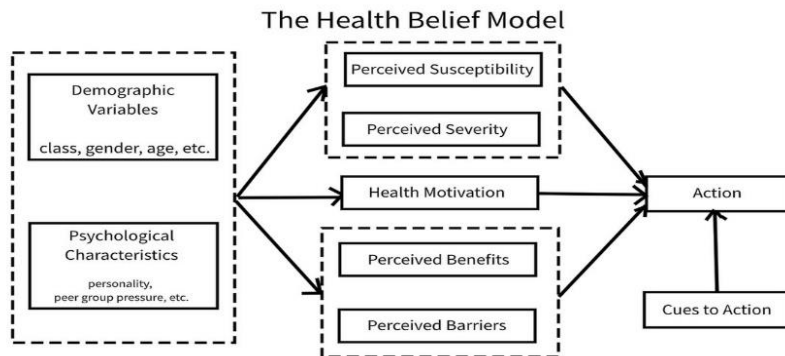 The Health Belief Model
Demographic
Variables
class, gender, age, etc.
Psychological
Characteristics
personality,
peer group pressure, etc.
Perceived Susceptibility
Perceived Severity
Health Motivation
Perceived Benefits
Perceived Barriers
Action
Cues to Action